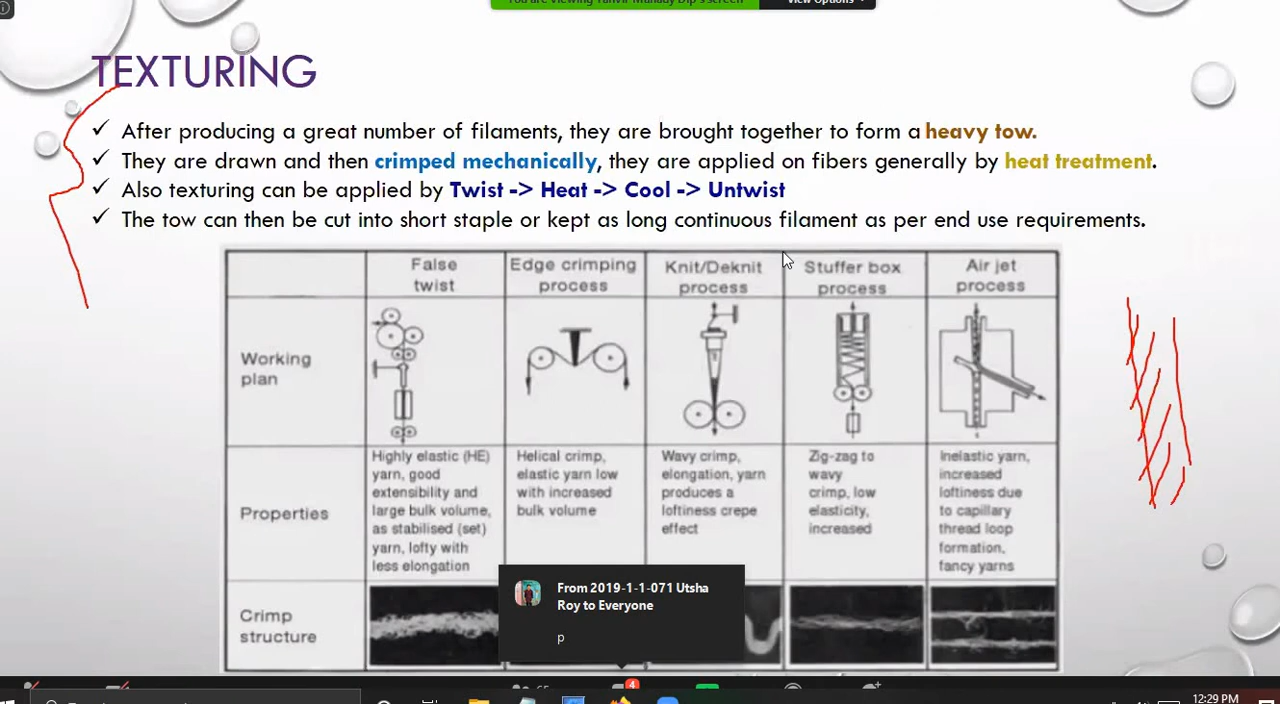 View Options
TEXTURING
✓ After producing a great number of filaments, they are brought together to form a heavy tow.
✓ They are drawn and then crimped mechanically, they are applied on fibers generally by heat treatment.
✓ Also texturing can be applied by Twist -> Heat -> Cool -> Untwist
✓ The tow can then be cut into short staple or kept as long continuous filament as per end use requirements.
False twist
Edge crimping process
Knit/Deknit process
Stuffer box process
Air jet process
Working plan
Properties
Highly elastic (HE)
yarn, good
extensibility and
large bulk volume,
as stabilised (set)
yarn, lofty with
less elongation
Helical crimp,
elastic yarn low
with increased
bulk volume
Wavy crimp,
elongation, yarn
produces a
loftiness crepe
effect
Zig-zag to
wavy
crimp, low
elasticity,
increased
Inelastic yarn,
increased
loftiness due
to capillary
thread loop
formation,
fancy yarns
Crimp structure
From 2019-1-1-071 Utsha
Roy to Everyone
p
4
12:29 PM